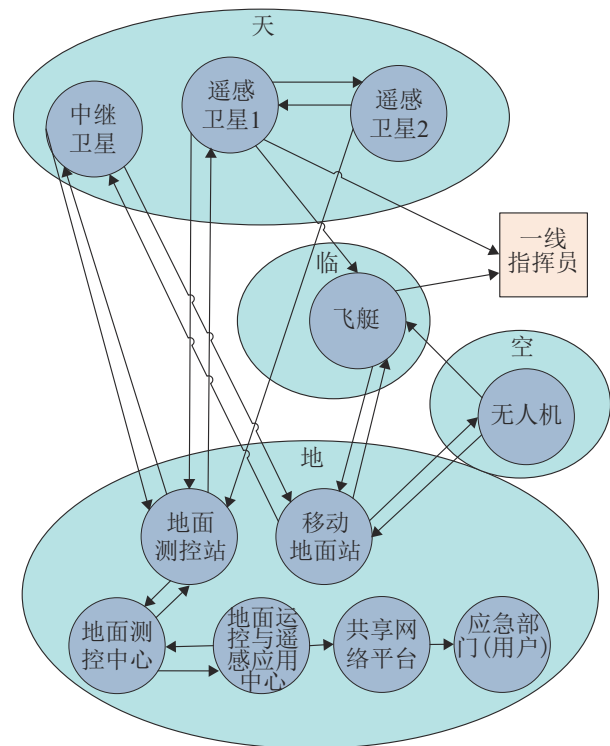 天
中继
卫星
遥感
卫星1
遥感
卫星2
一线
指挥员
临
飞艇
空
无人机
地
地面
测控站
移动
地面站
地面测
控中心
地面运
控与遥
感应用
中心
共享网
络平台
应急部
门(用户)